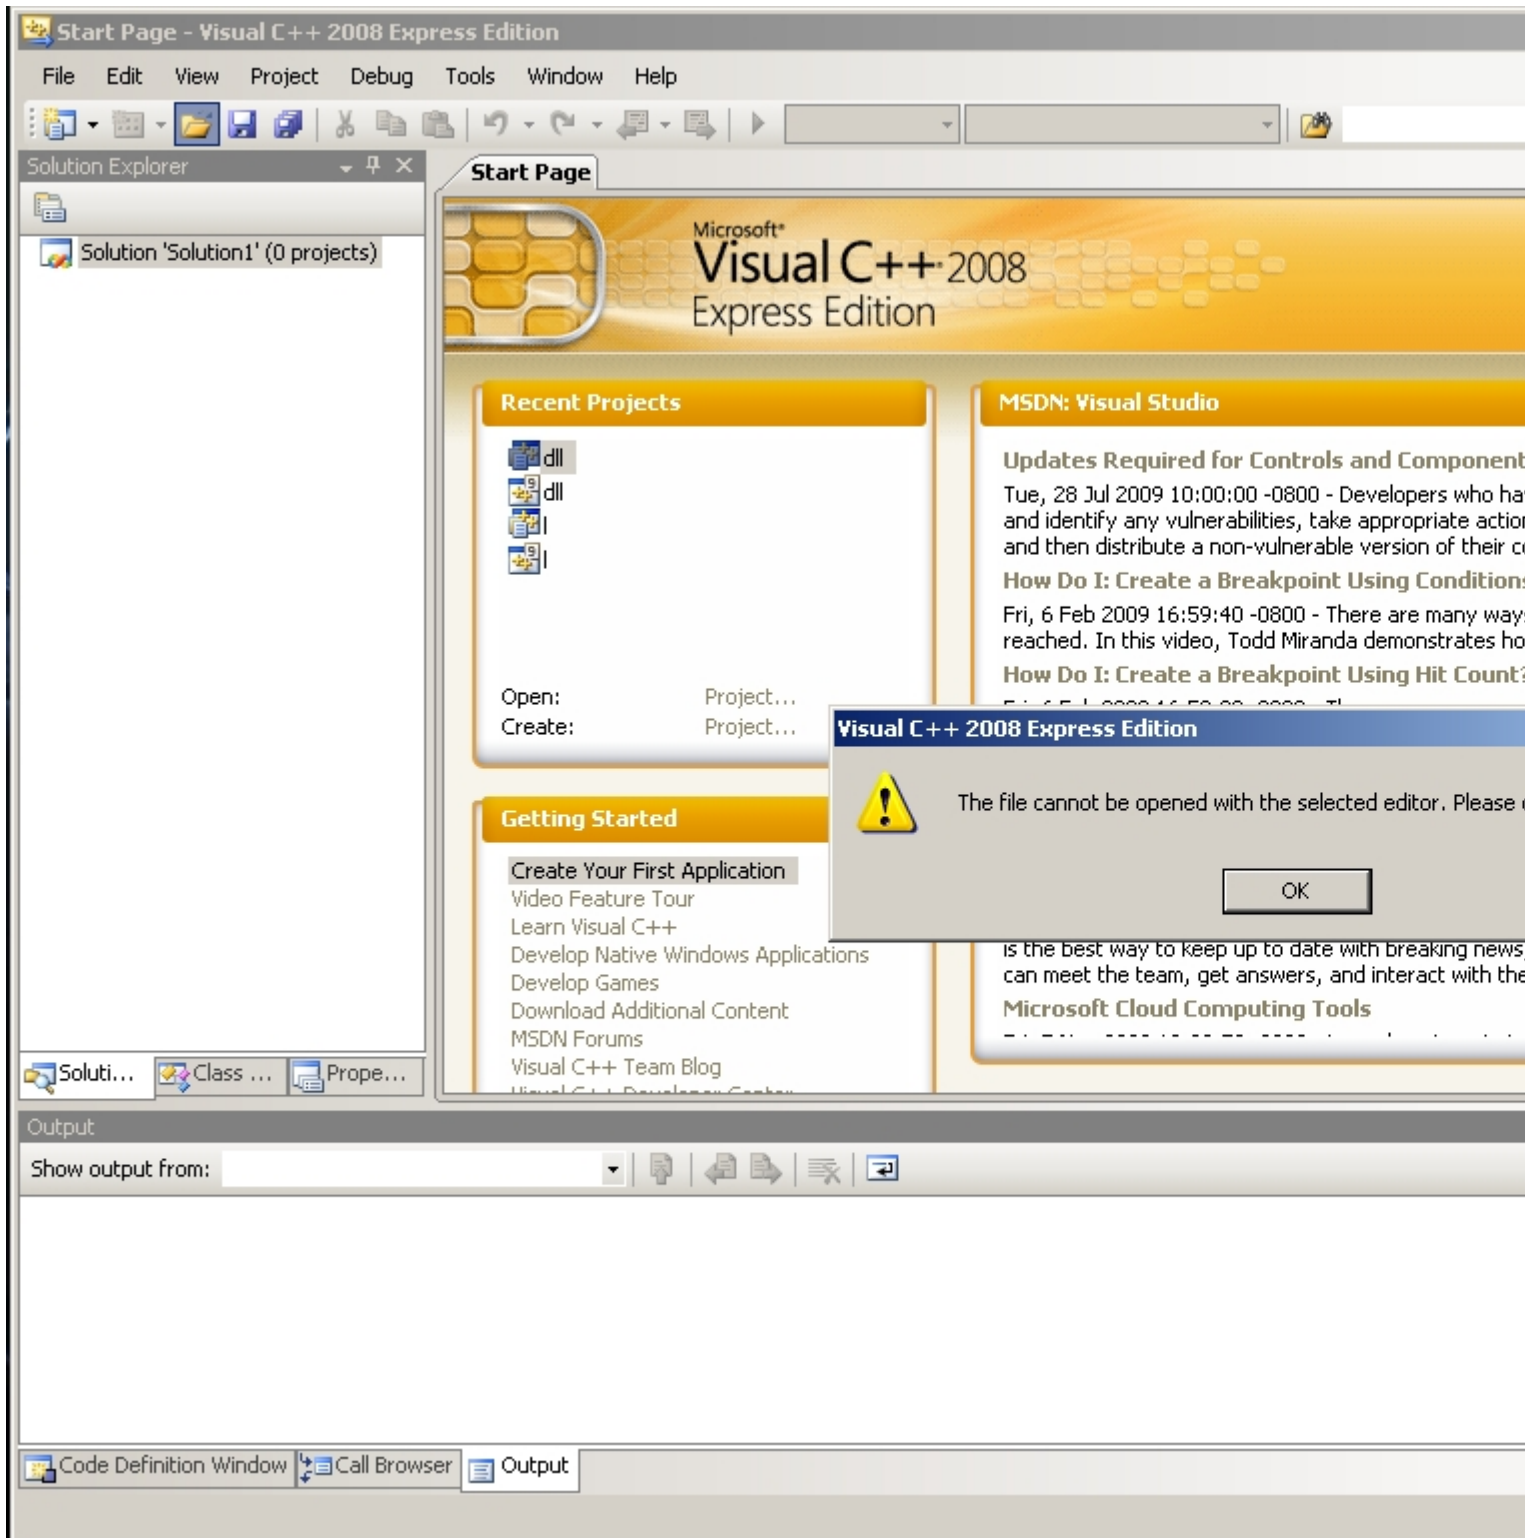 Start Page - Visual C++ 2008 Express Edition
File Edit View Project Debug Tools Window Help
Solution Explorer
Solution 'Solution1' (0 projects)
Start Page
Microsoft
Visual C++ 2008
Express Edition
Recent Projects
dll
dll
l
l
Open: Project...
Create: Project...
Getting Started
Create Your First Application
Video Feature Tour
Learn Visual C++
Develop Native Windows Applications
Develop Games
Download Additional Content
MSDN Forums
Visual C++ Team Blog
MSDN: Visual Studio
Updates Required for Controls and Component
Tue, 28 Jul 2009 10:00:00 -0800 - Developers who ha
and identify any vulnerabilities, take appropriate action
and then distribute a non-vulnerable version of their c
How Do I: Create a Breakpoint Using Conditions
Fri, 6 Feb 2009 16:59:40 -0800 - There are many way
reached. In this video, Todd Miranda demonstrates ho
How Do I: Create a Breakpoint Using Hit Count?
Visual C++ 2008 Express Edition
The file cannot be opened with the selected editor. Please
OK
is the best way to keep up to date with breaking news,
can meet the team, get answers, and interact with the
Microsoft Cloud Computing Tools
Soluti... Class ... Prope...
Output
Show output from:
Code Definition Window Call Browser Output